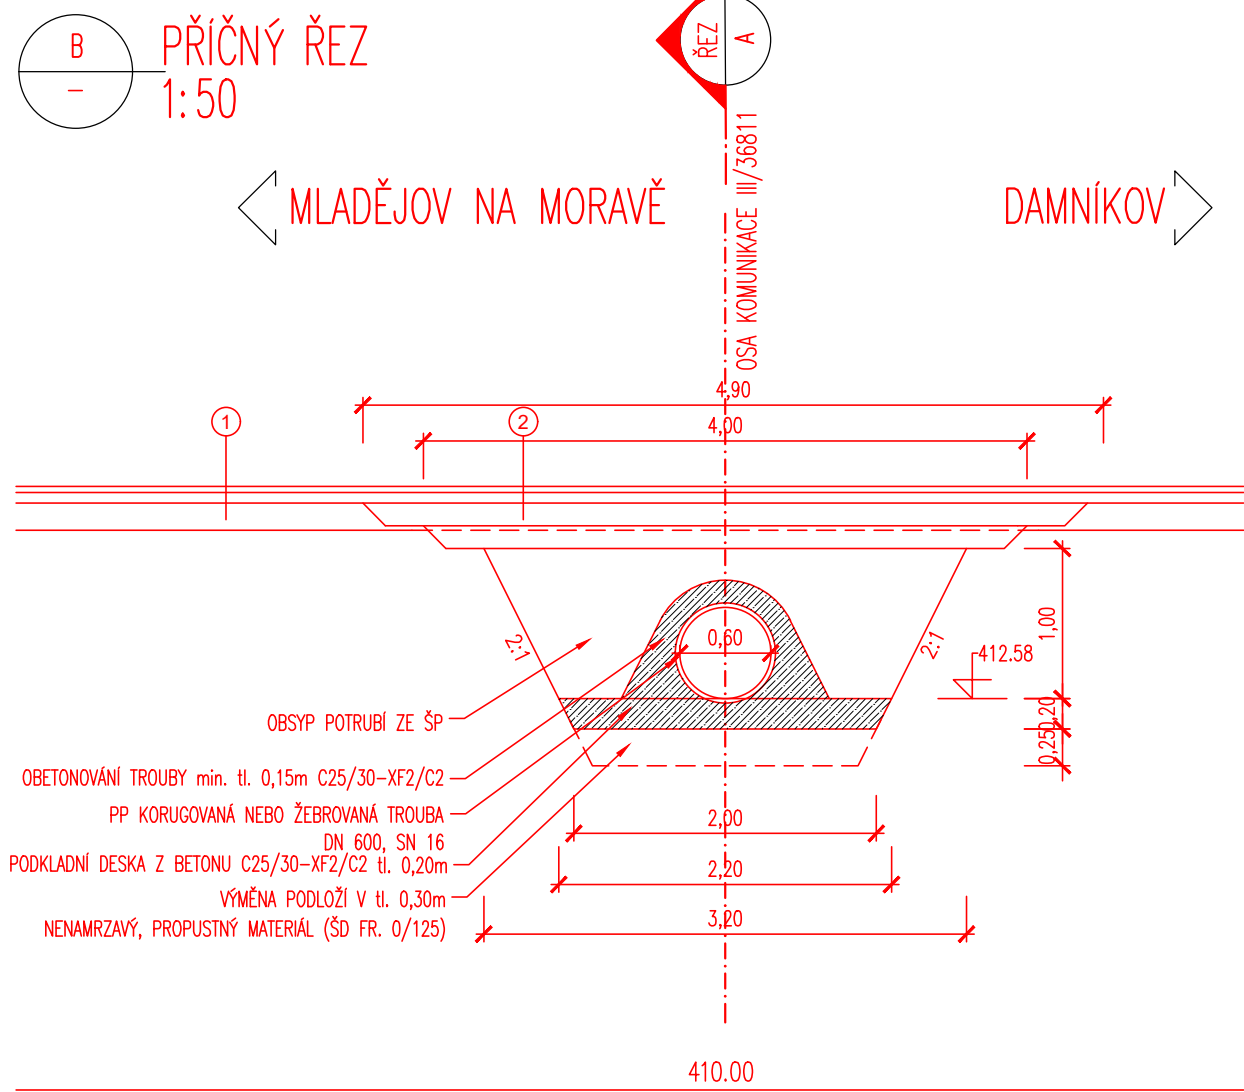 B
–
PŘÍČNÝ ŘEZ
1:50
ŘEZ
A
OSA KOMUNIKACE III/36811
MLADĚJOV NA MORAVĚ
DAMNÍKOV
4,90
4,00
1
2
2:1
0,60
2:1
412.58
1,00
0,20
0,25
OBSYP POTRUBÍ ZE ŠP
OBETONOVÁNÍ TROUBY min. tl. 0,15m C25/30-XF2/C2
PP KORUGOVANÁ NEBO ŽEBROVANÁ TROUBA
DN 600, SN 16
PODKLADNÍ DESKA Z BETONU C25/30-XF2/C2 tl. 0,20m
VÝMĚNA PODLOŽÍ V tl. 0,30m
NENAMRZAVÝ, PROPUSTNÝ MATERIÁL (ŠD FR. 0/125)
2,00
2,20
3,20
410.00